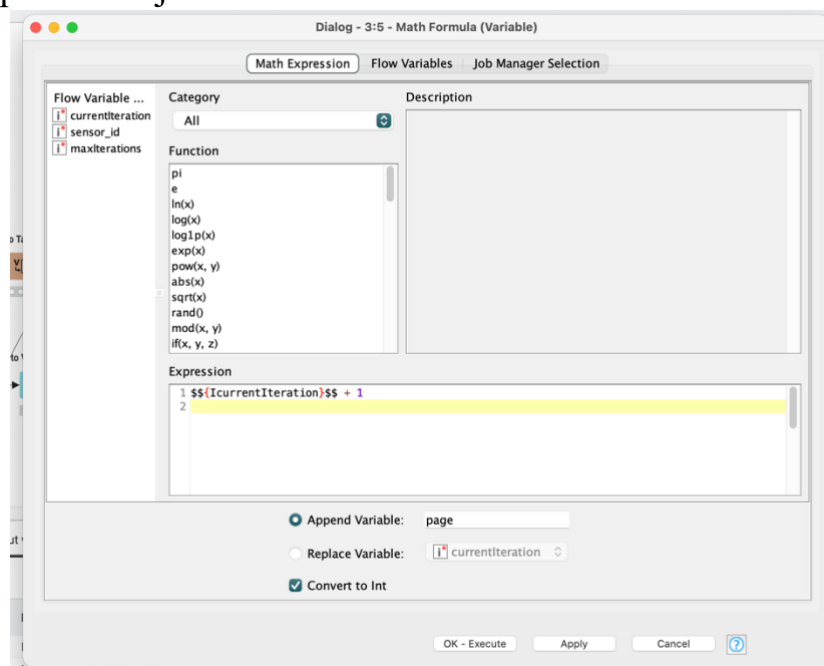 Dialog - 3:5 - Math Formula (Variable)
Math Expression Flow Variables Job Manager Selection
Flow Variable ...
currentIteration
sensor_id
maxIterations
Category
All
Function
pi
e
ln(x)
log(x)
log1p(x)
exp(x)
pow(x, y)
abs(x)
sqrt(x)
rand()
mod(x, y)
if(x, y, z)
Description
Expression
1 $${IcurrentIteration}$$ + 1
2
Append Variable: page
Replace Variable: currentIteration
Convert to Int
OK - Execute Apply Cancel ?